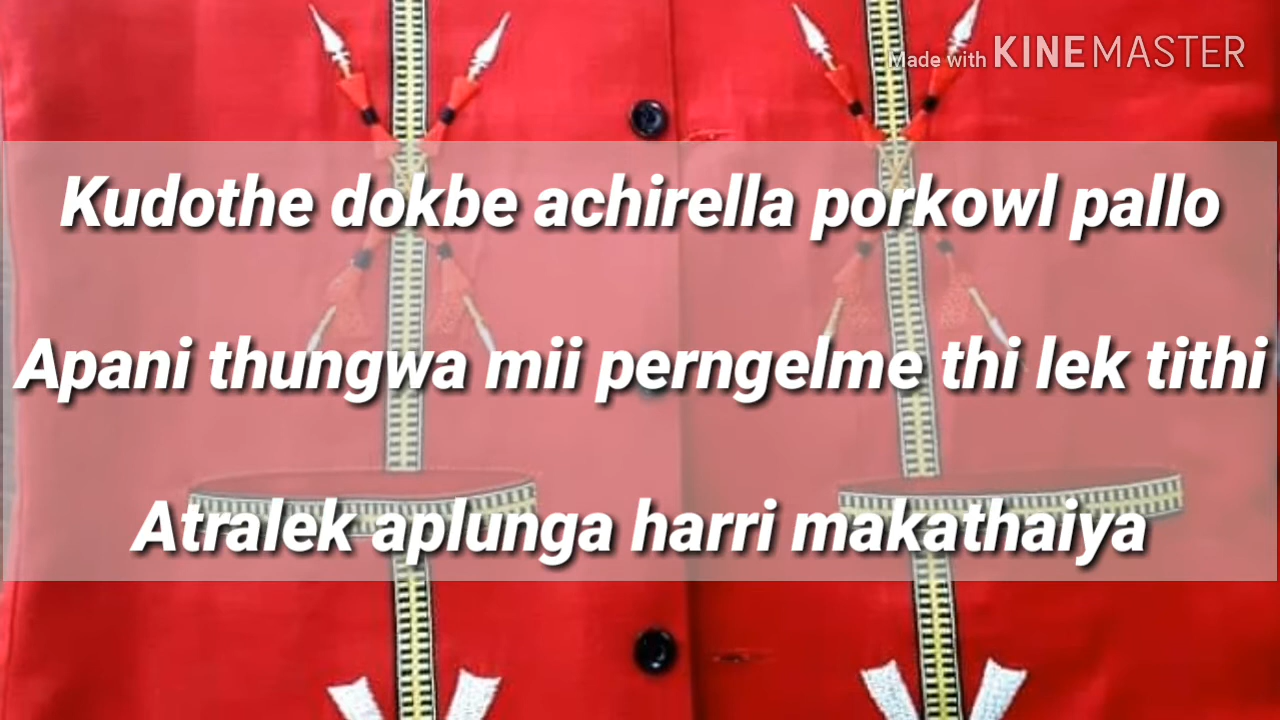 Made with KINEMASTER
Kudothe dokbe achirella porkowl pallo
Apani thungwa mii perngelme thi lek tithi
Atralek aplunga harri makathaiya